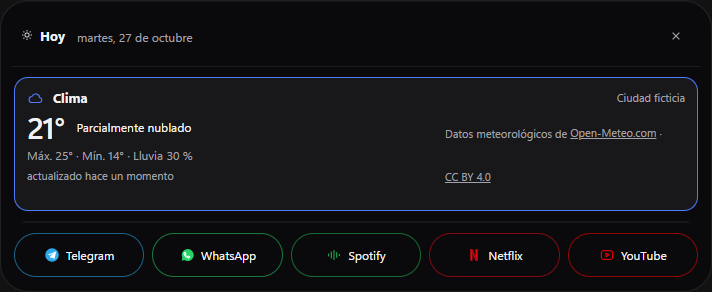 Hoy martes, 27 de octubre
Clima
Ciudad ficticia
21° Parcialmente nublado
Datos meteorológicos de Open-Meteo.com ·
Máx. 25° · Mín. 14° · Lluvia 30 %
actualizado hace un momento
CC BY 4.0
Telegram
WhatsApp
Spotify
Netflix
YouTube